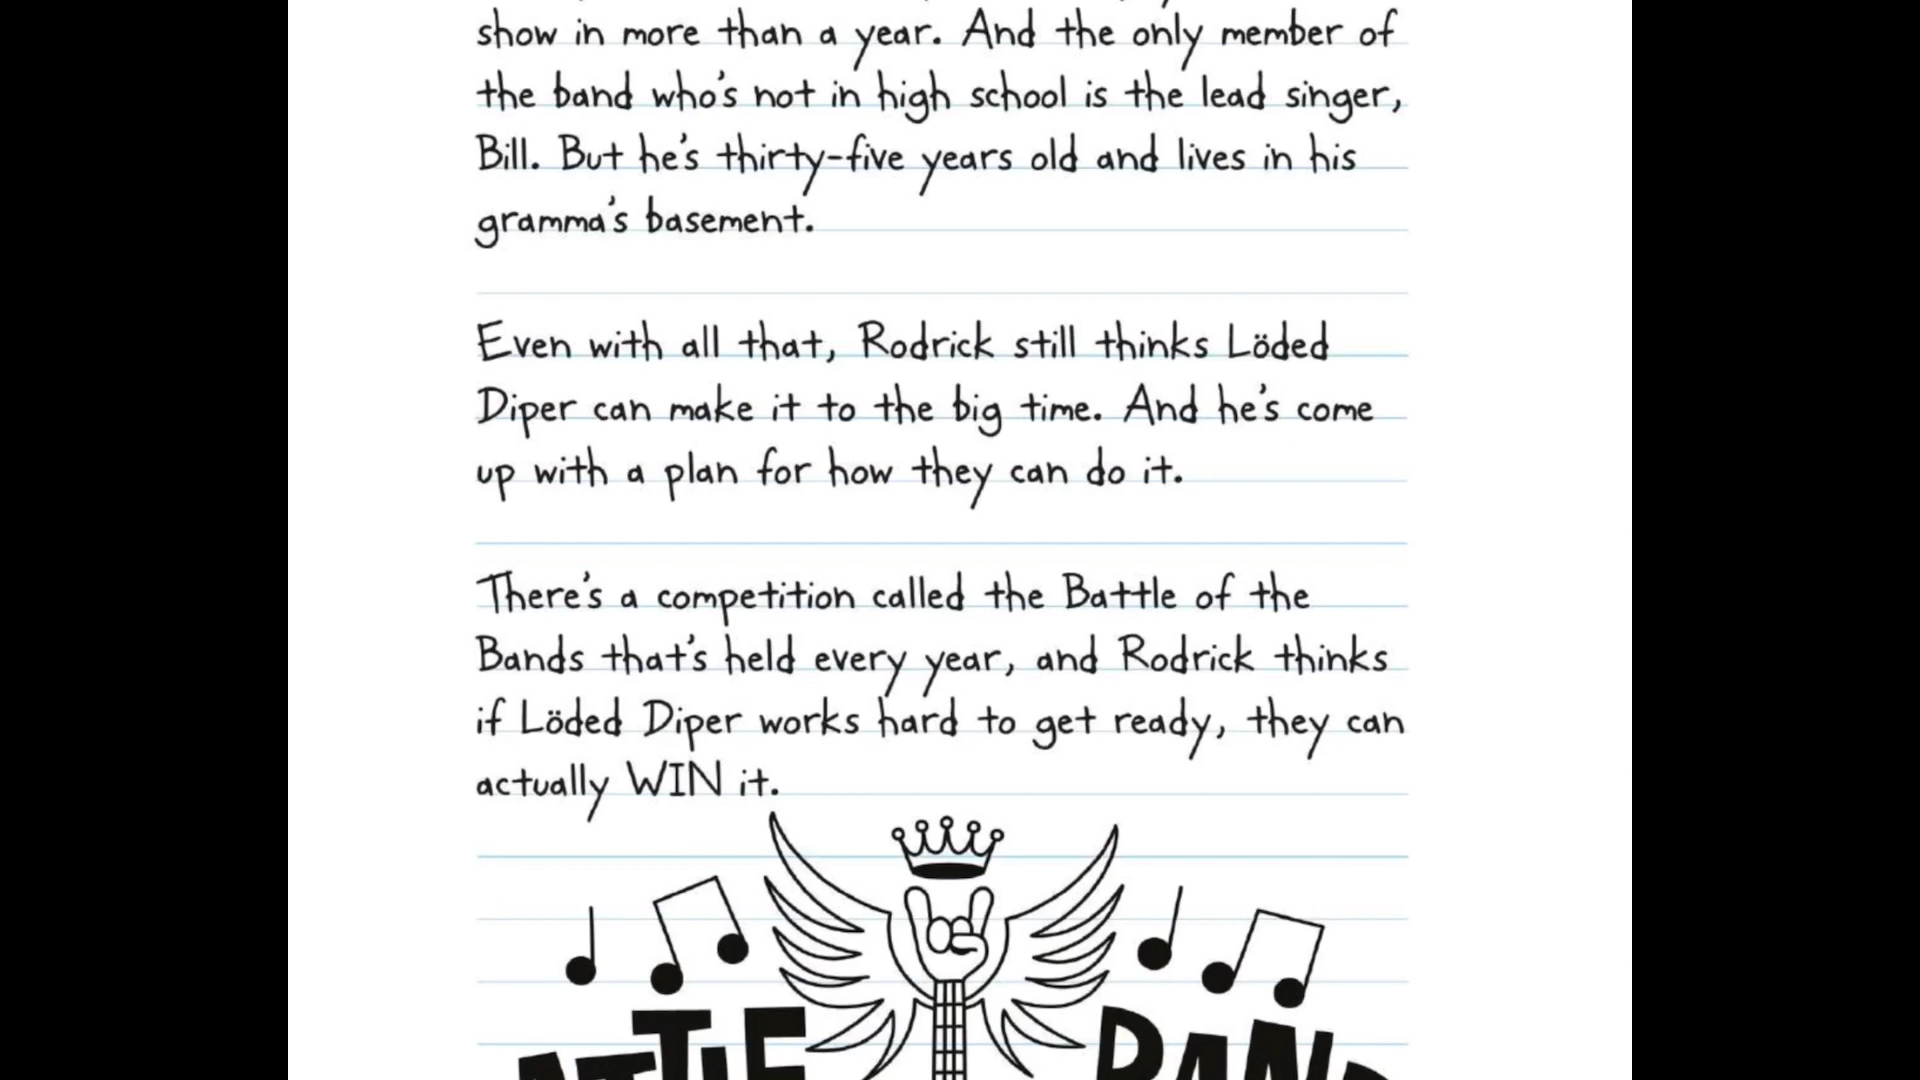 show in more than a year. And the only member of
the band who's not in high school is the lead singer,
Bill. But he's thirty-five years old and lives in his
gramma's basement.
Even with all that, Rodrick still thinks Löded
Diper can make it to the big time. And he's come
up with a plan for how they can do it.
There's a competition called the Battle of the
Bands that's held every year, and Rodrick thinks
if Löded Diper works hard to get ready, they can
actually WIN it.